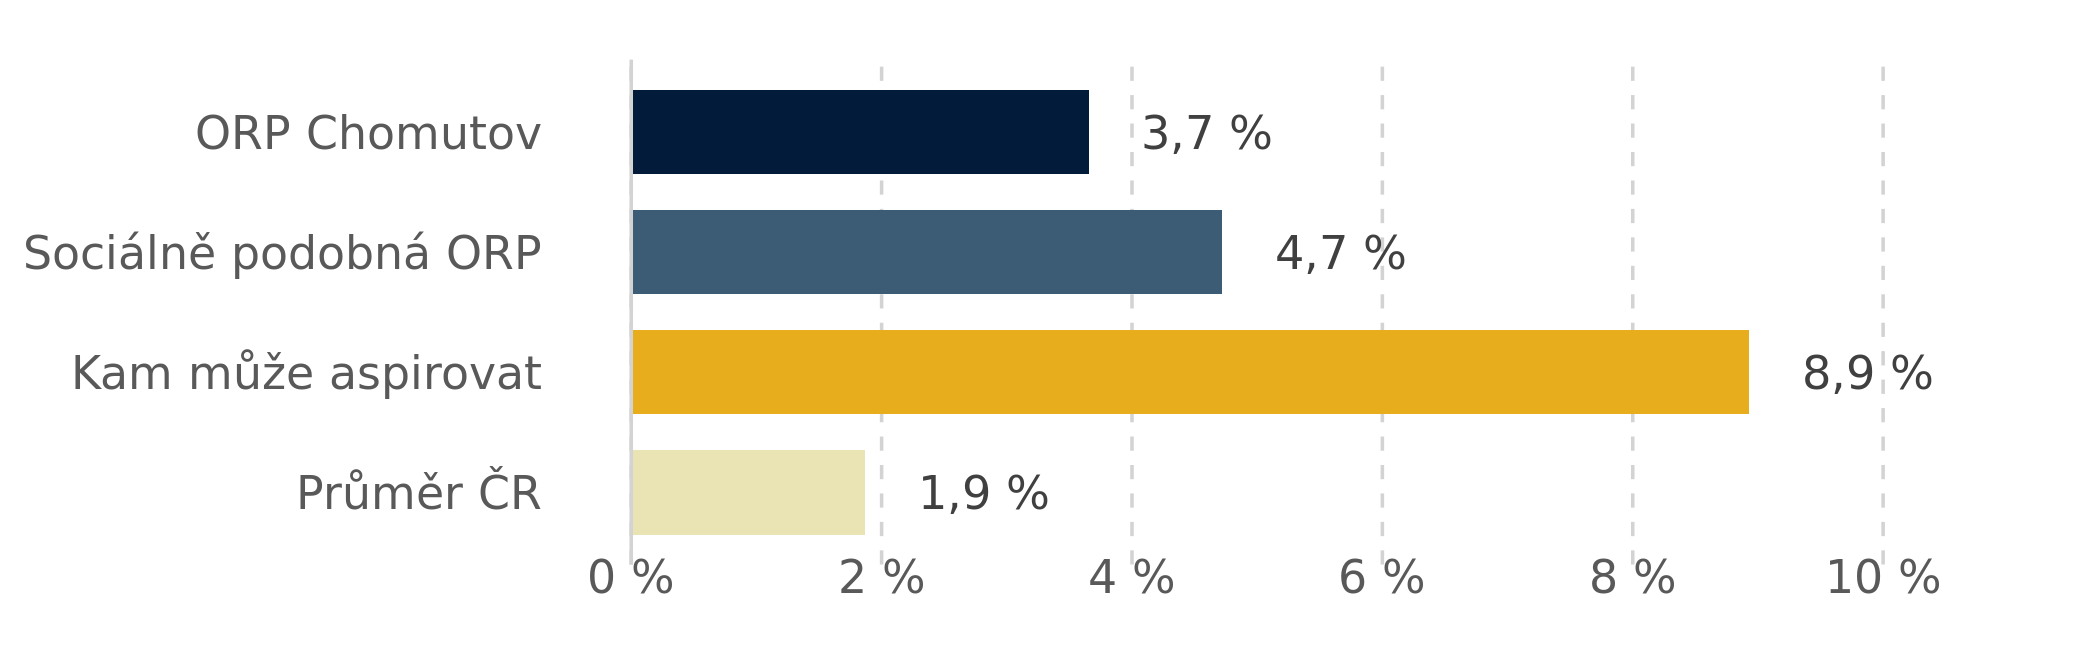 ORP Chomutov 3,7 %
Sociálně podobná ORP 4,7 %
Kam může aspirovat 8,9 %
Průměr ČR 1,9 %
0 % 2 % 4 % 6 % 8 % 10 %